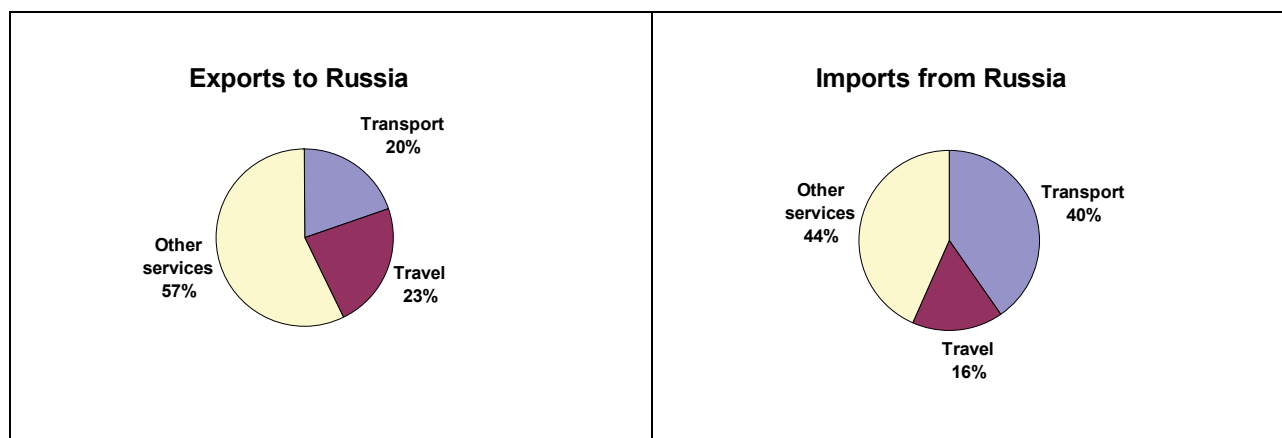 Exports to Russia
Transport
20%
Other
services
57%
Travel
23%
Imports from Russia
Other
services
44%
Transport
40%
Travel
16%